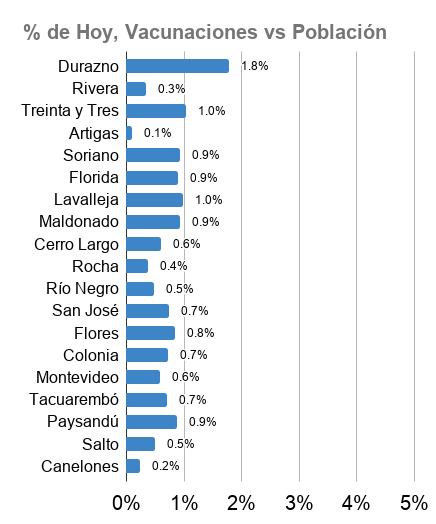 % de Hoy, Vacunaciones vs Población
Durazno 1.8%
Rivera 0.3%
Treinta y Tres 1.0%
Artigas 0.1%
Soriano 0.9%
Florida 0.9%
Lavalleja 1.0%
Maldonado 0.9%
Cerro Largo 0.6%
Rocha 0.4%
Río Negro 0.5%
San José 0.7%
Flores 0.8%
Colonia 0.7%
Montevideo 0.6%
Tacuarembó 0.7%
Paysandú 0.9%
Salto 0.5%
Canelones 0.2%
0% 1% 2% 3% 4% 5%